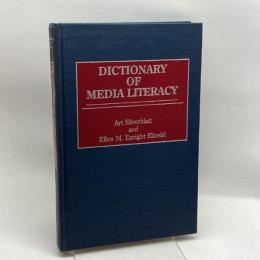 DICTIONARY
OF
MEDIA LITERACY
Art Silverblatt
and
Ellen M. Enright Eliceiri